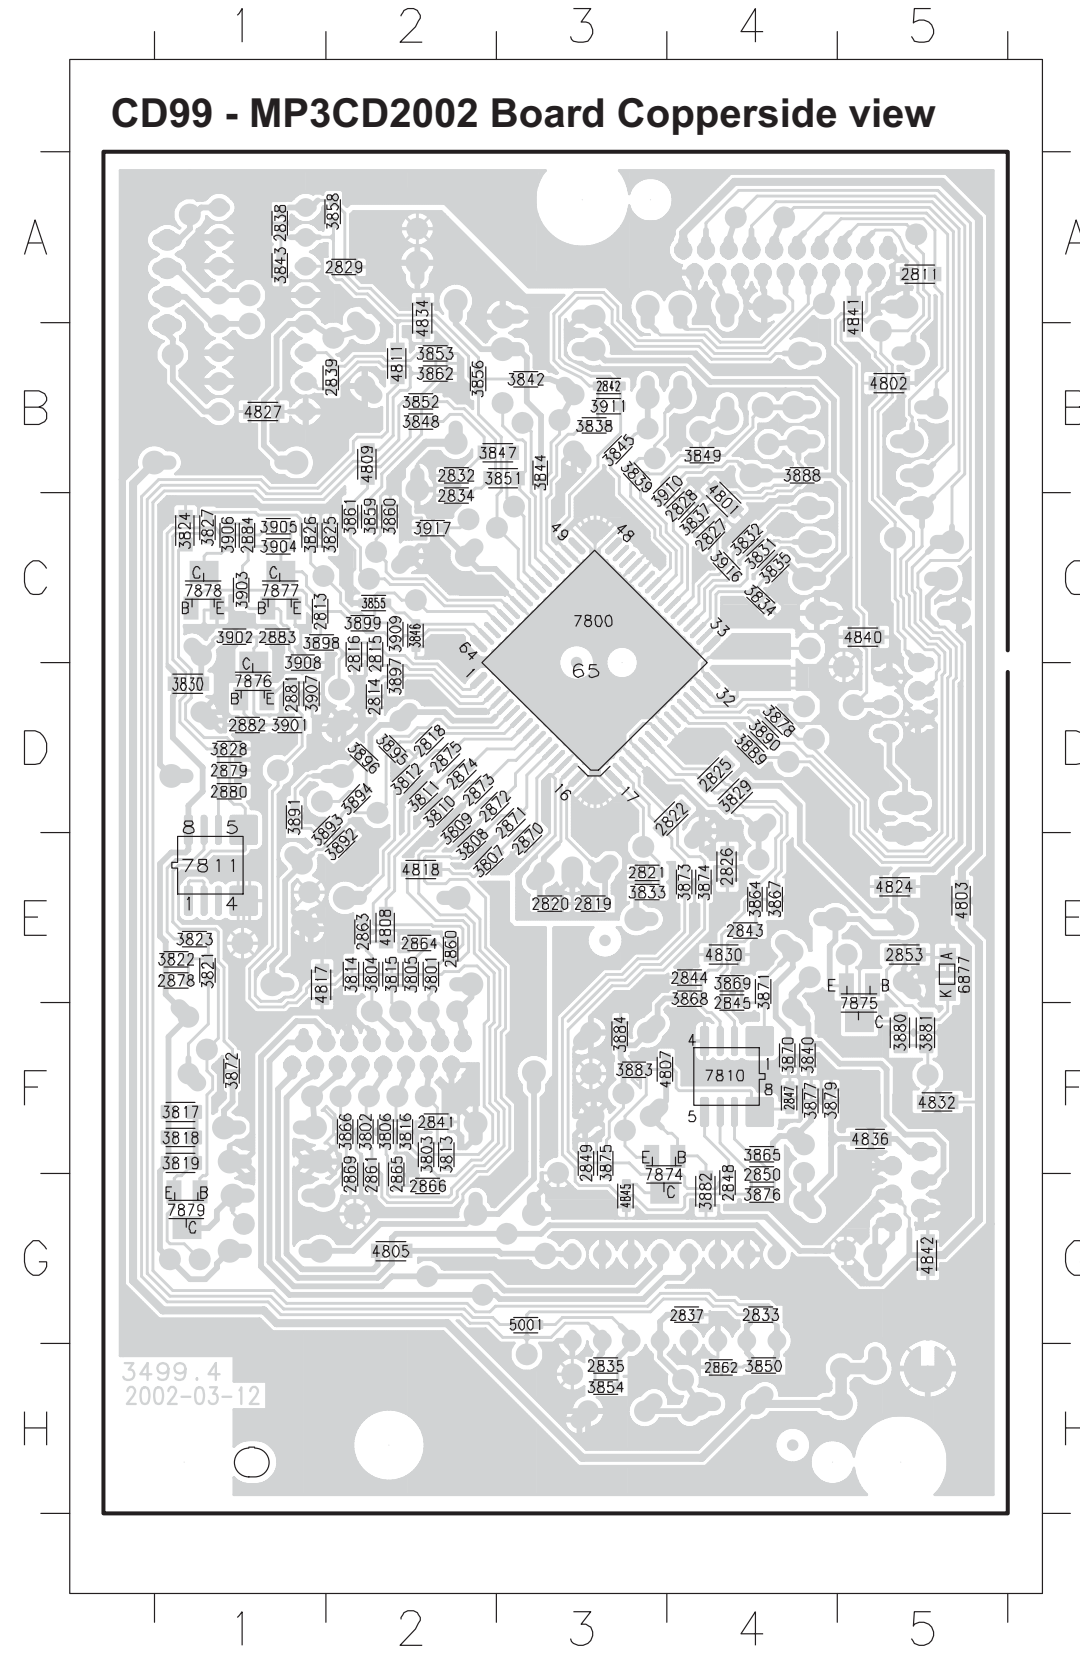 1 2 3 4 5
CD99 - MP3CD2002 Board Copperside view
A A
3858
2838
3843 2829 2811
4834 4841
3853
4811
2839 3862 3856 3842 2842 4802
B B
4827 3852 3911
3848 3838
3845
4809 3847 3844 3849
2832 3851 3839 3888
2834 3910 4801
2828
3861 3859 3860 3837
3824 3827 3906 2884 3905 3826 3825 3917 49 48 2827 3832
3904 3831
3916 3835
C C
C C
7878 3903 7877
B E B E 2813 3855 3834
3899 3909 3846 7800 33
3902 2883 3898 2816 2815 64 4840
C 3908 3897 1 65
3830 7876 2881 3907 2814 32
B E
2882 3901 2818 3878
3895 2875 3890
D D
3828 3896 3889
2879 3812 2874 2825
2880 3811 2873
3894 3810 2872 16 17 3829
3891 3893 3809 2871 2822
8 5 3892 3808 2870
7811 4818 3807 2821 3873 3874 2826
3833 3864 3867 4824 4803
1 4 2820 2819
E E
2863 4808 2843
3823 2864 2860 4830 2853 A
3822 3821 6877
2878 4817 3814 3804 3815 3805 3801 2844 3869 3871 E B K
3868 2845 7875
C
3884 4 3880 3881
3870 3840
3872 3883 4807 7810 1
F F
8 2847 3877 3879 4832
3817 5
3866 3802 3806 3816 2841 4836
3818
3803 3813 3865
3819 2869 2861 2865 2849 3875 E B
7874 3882 2848 2850
E B 2866 4845 C 3876
7879
C
G G
4805 4842
5001 2837 2833
3499.4 2835 2862 3850
2002-03-12 3854
H H
1 2 3 4 5